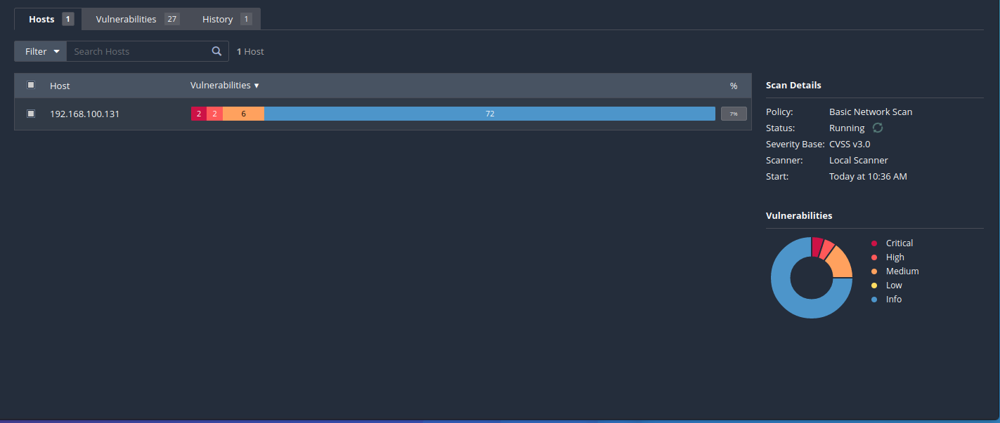 Hosts 1 Vulnerabilities 27 History 1
Filter Search Hosts 1 Host
Host Vulnerabilities %
192.168.100.131 2 2 6 72 7%
Scan Details
Policy: Basic Network Scan
Status: Running
Severity Base: CVSS v3.0
Scanner: Local Scanner
Start: Today at 10:36 AM
Vulnerabilities
Critical
High
Medium
Low
Info